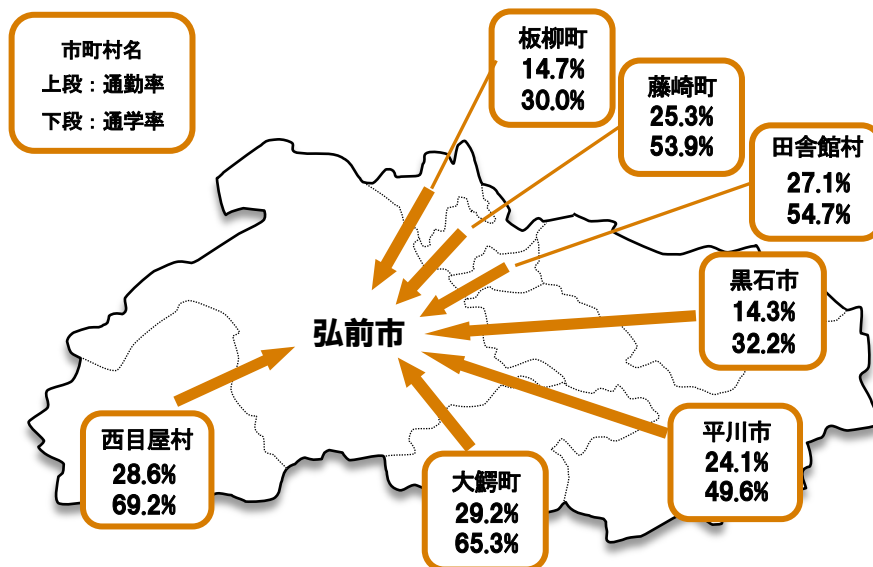 市町村名
上段：通勤率
下段：通学率
板柳町
14.7%
30.0%
藤崎町
25.3%
53.9%
田舎館村
27.1%
54.7%
黒石市
14.3%
32.2%
弘前市
西目屋村
28.6%
69.2%
大鰐町
29.2%
65.3%
平川市
24.1%
49.6%